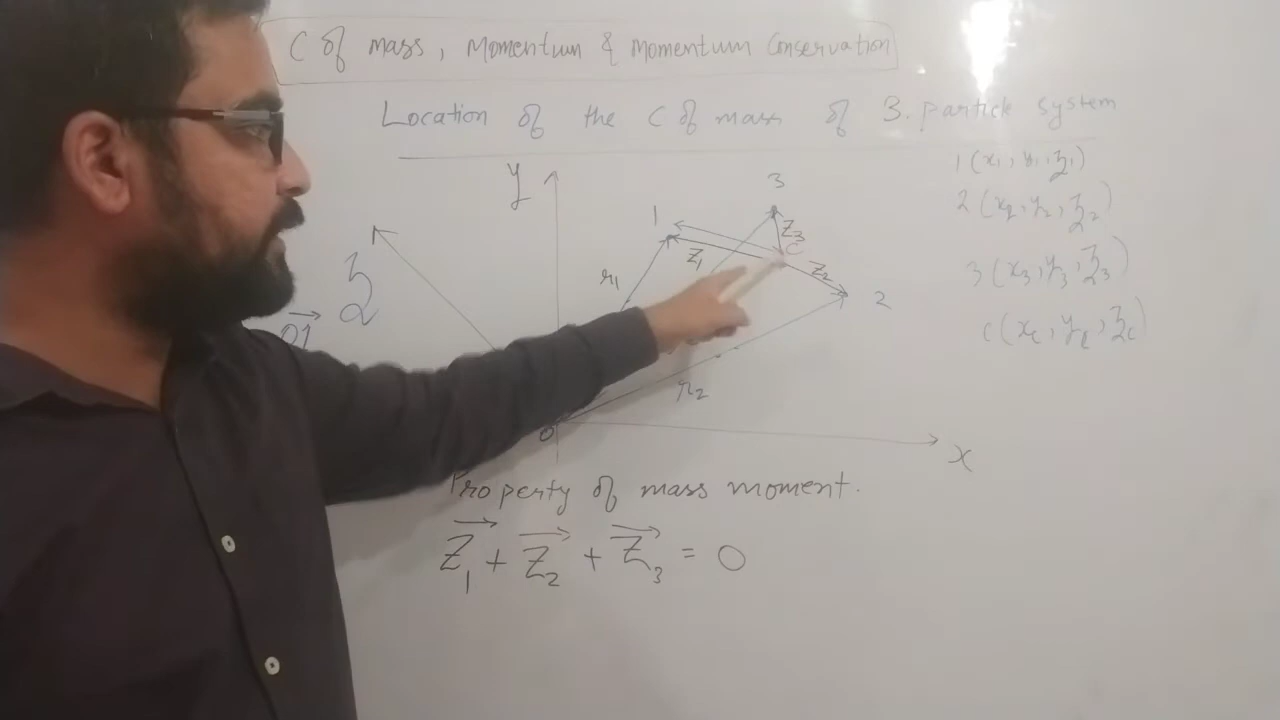 C of mass, Momentum & Momentum Conservation
Location of the C of mass of 3. particle system
y
1
3
2
r1
Z1
Z3
C
Z2
r2
O
x
z
→
01
1 (x1, y1, z1)
2 (x2, y2, z2)
3 (x3, y3, z3)
c (xc, yc, zc)
Property of mass moment.
→ → →
Z1 + Z2 + Z3 = 0